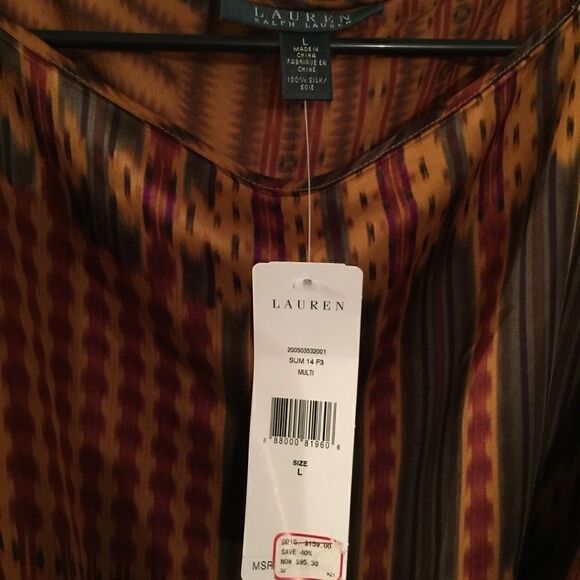 LAUREN
RALPH LAUREN
L
MADE IN
CHINA
FABRIQUE EN
CHINE
100% SILK/
SOIE
LAUREN
200503532001
SUM 14 F3
MULTI
8 88000 81960 6
SIZE
L
ORIG. $159.00
SAVE 40%
NOW $95.39
MSR